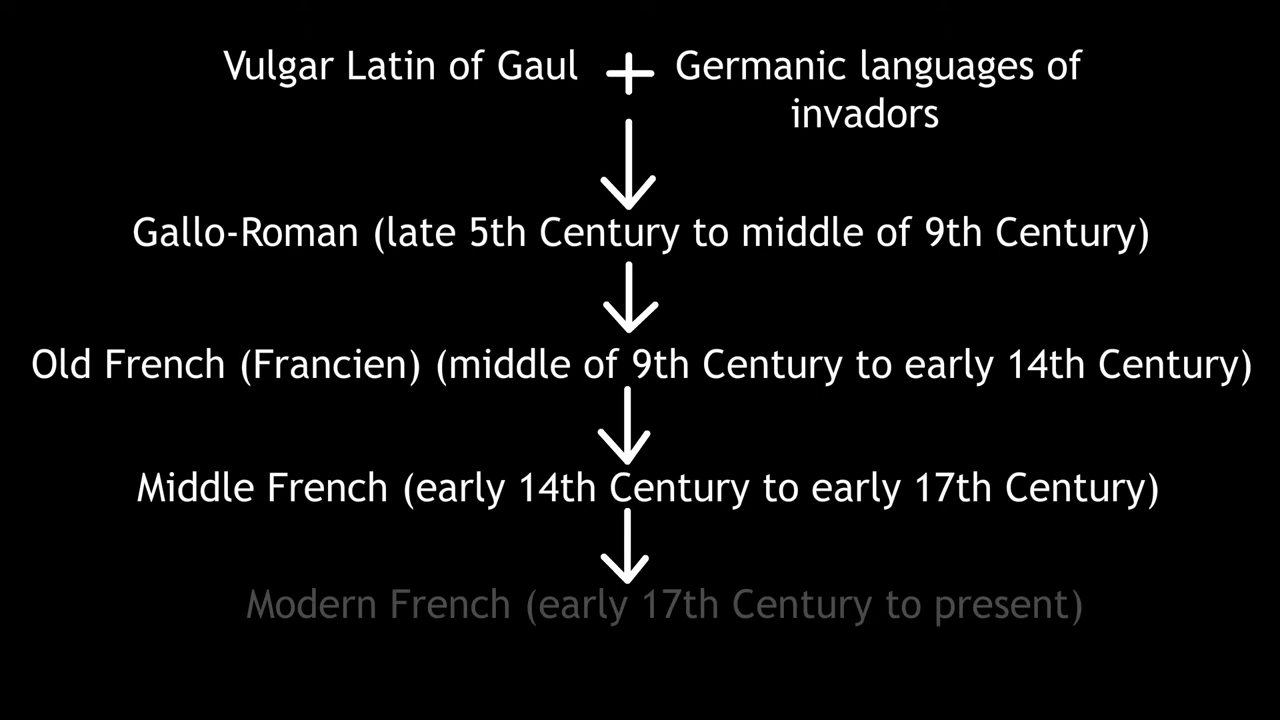 Vulgar Latin of Gaul + Germanic languages of
invadors
Gallo-Roman (late 5th Century to middle of 9th Century)
Old French (Francien) (middle of 9th Century to early 14th Century)
Middle French (early 14th Century to early 17th Century)
Modern French (early 17th Century to present)